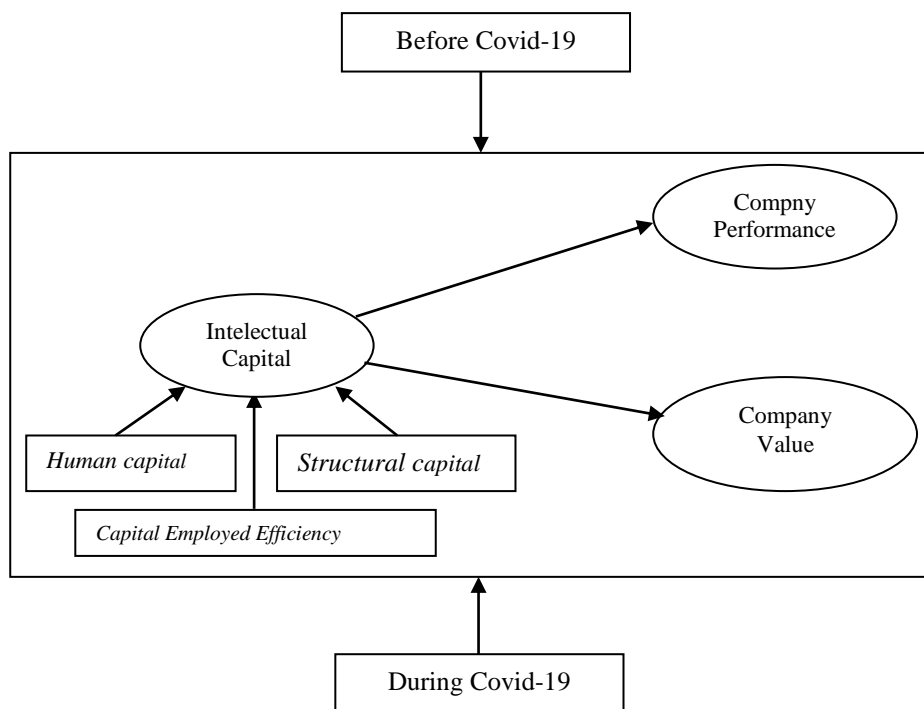 Before Covid-19
Compny
Performance
Intelectual
Capital
Company
Value
Human capital
Structural capital
Capital Employed Efficiency
During Covid-19